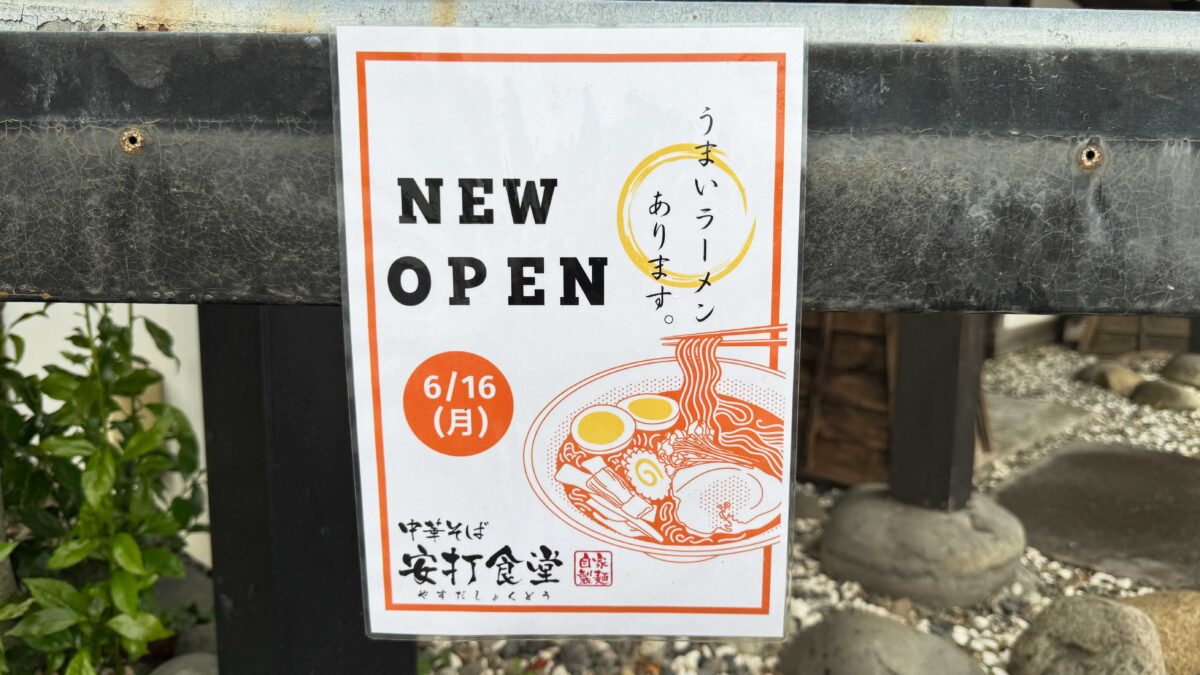 うまいラーメン
あります。
NEW
OPEN
6/16
(月)
中華そば
安打食堂
やすだしょくどう
自家製麺